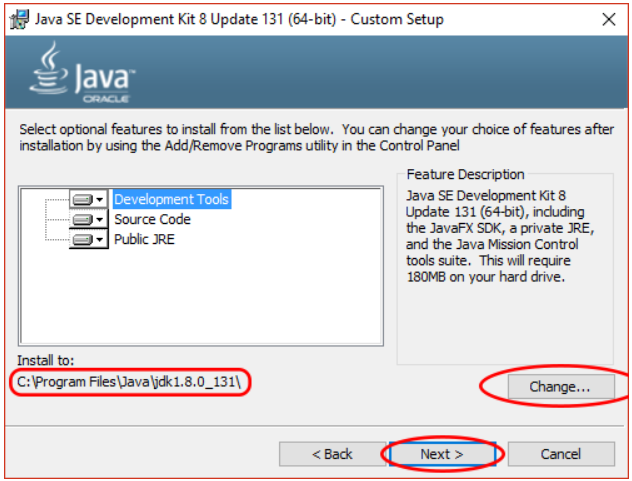 Java SE Development Kit 8 Update 131 (64-bit) - Custom Setup
Java
ORACLE
Select optional features to install from the list below. You can change your choice of features after
installation by using the Add/Remove Programs utility in the Control Panel
Development Tools
Source Code
Public JRE
Feature Description
Java SE Development Kit 8
Update 131 (64-bit), including
the JavaFX SDK, a private JRE,
and the Java Mission Control
tools suite. This will require
180MB on your hard drive.
Install to:
C:\Program Files\Java\jdk1.8.0_131\
Change...
< Back
Next >
Cancel